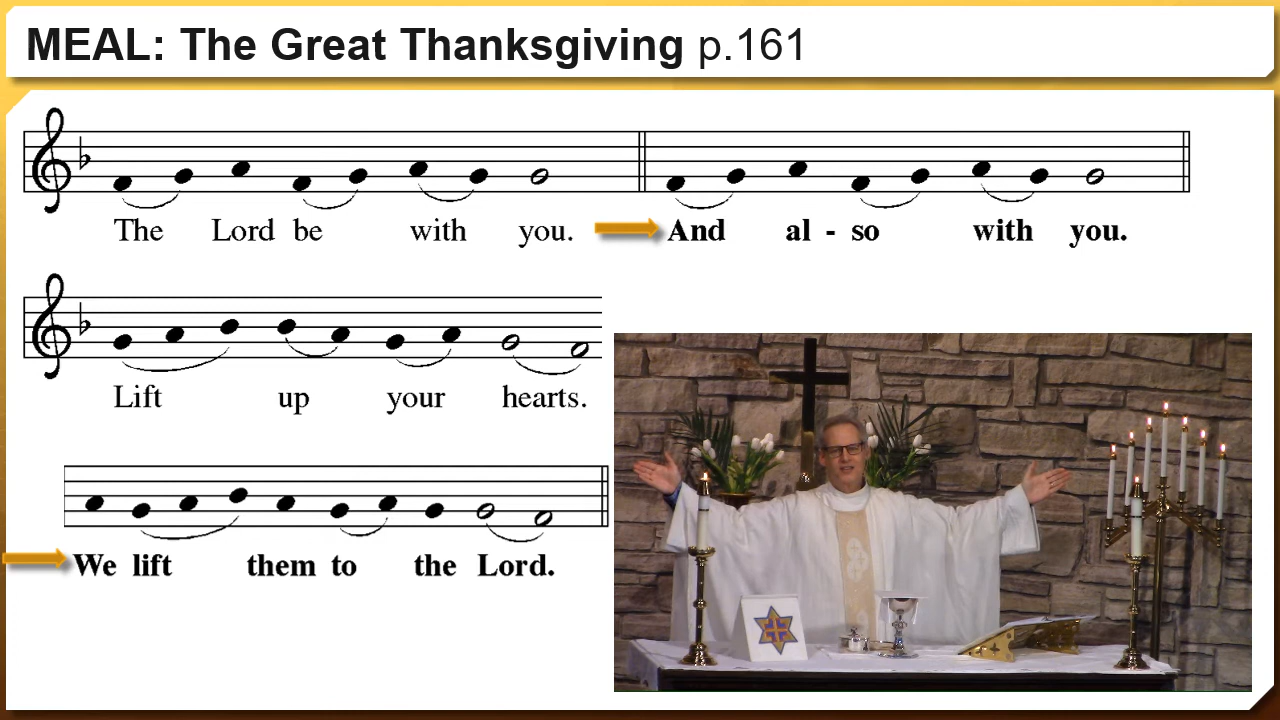 MEAL: The Great Thanksgiving p.161
The Lord be with you. And al - so with you.
Lift up your hearts.
We lift them to the Lord.